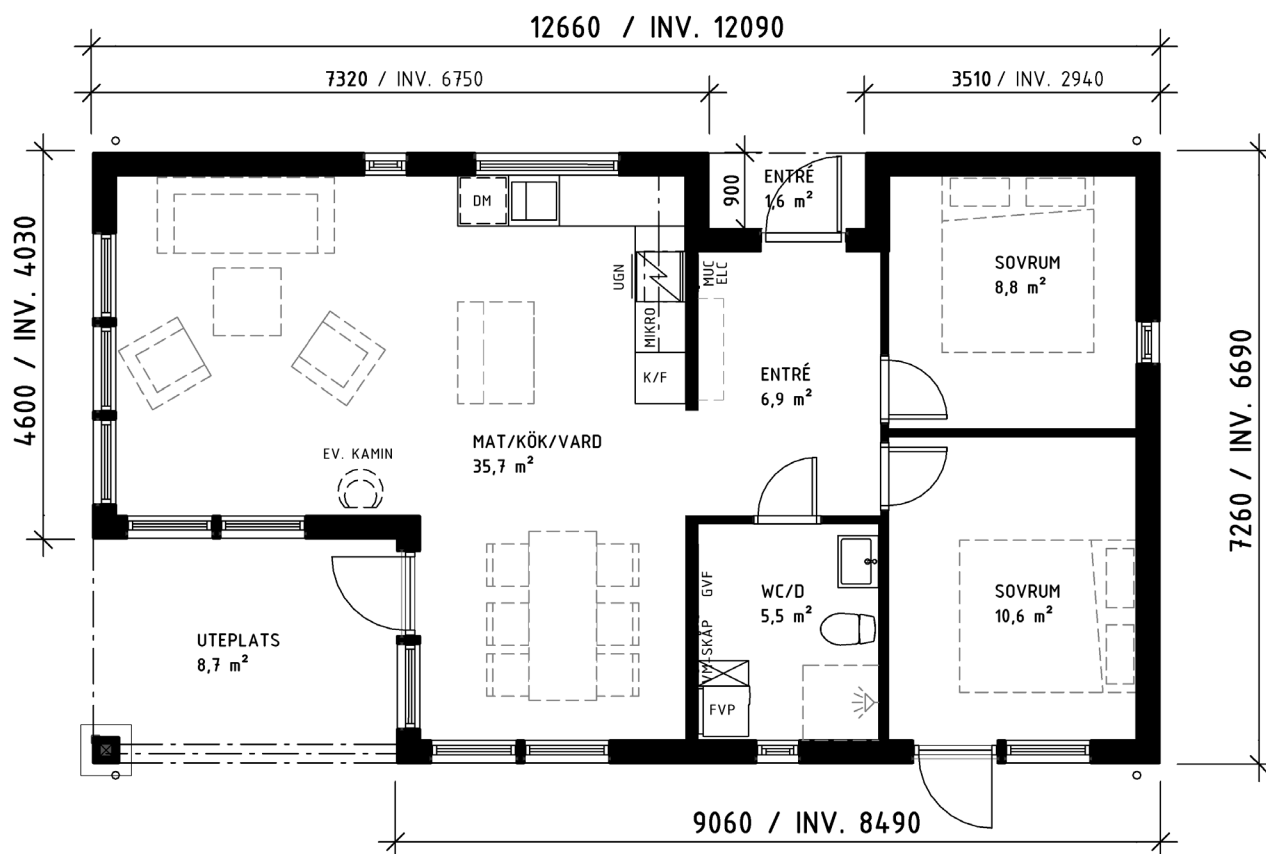 12660 / INV. 12090
7320 / INV. 6750
3510 / INV. 2940
4600 / INV. 4030
7260 / INV. 6690
900
ENTRÉ
1,6 m²
DM
UGN
MUC
ELC
MIKRO
K/F
SOVRUM
8,8 m²
ENTRÉ
6,9 m²
MAT/KÖK/VARD
35,7 m²
EV. KAMIN
UTEPLATS
8,7 m²
GVF
VM-SKÅP
WC/D
5,5 m²
FVP
SOVRUM
10,6 m²
9060 / INV. 8490